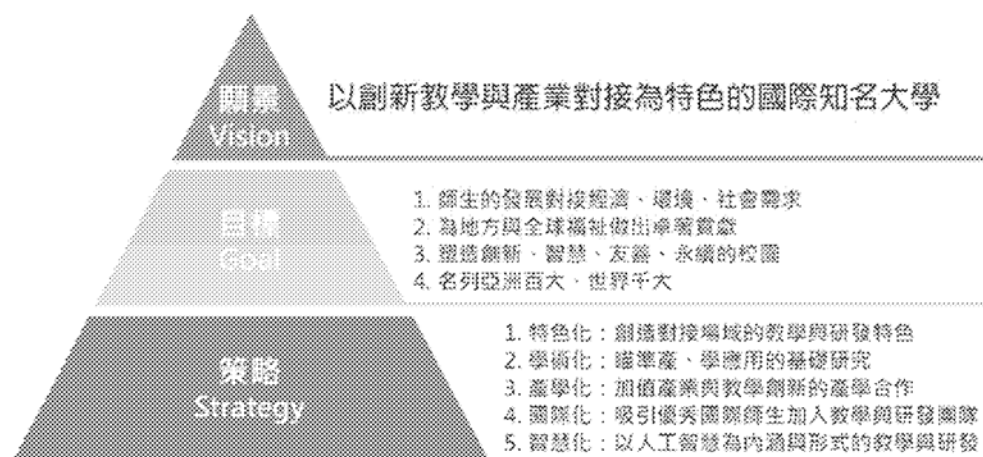 願景
Vision
以創新教學與產業對接為特色的國際知名大學
目標
Goal
1. 師生的發展對接經濟、環境、社會需求
2. 為地方與全球福祉做出卓著貢獻
3. 塑造創新、智慧、友善、永續的校園
4. 名列亞洲百大、世界千大
策略
Strategy
1. 特色化：創造對接場域的教學與研發特色
2. 學術化：瞄準產、學應用的基礎研究
3. 產學化：加值產業與教學創新的產學合作
4. 國際化：吸引優秀國際師生加入教學與研發團隊
5. 智慧化：以人工智慧為內涵與形式的教學與研發